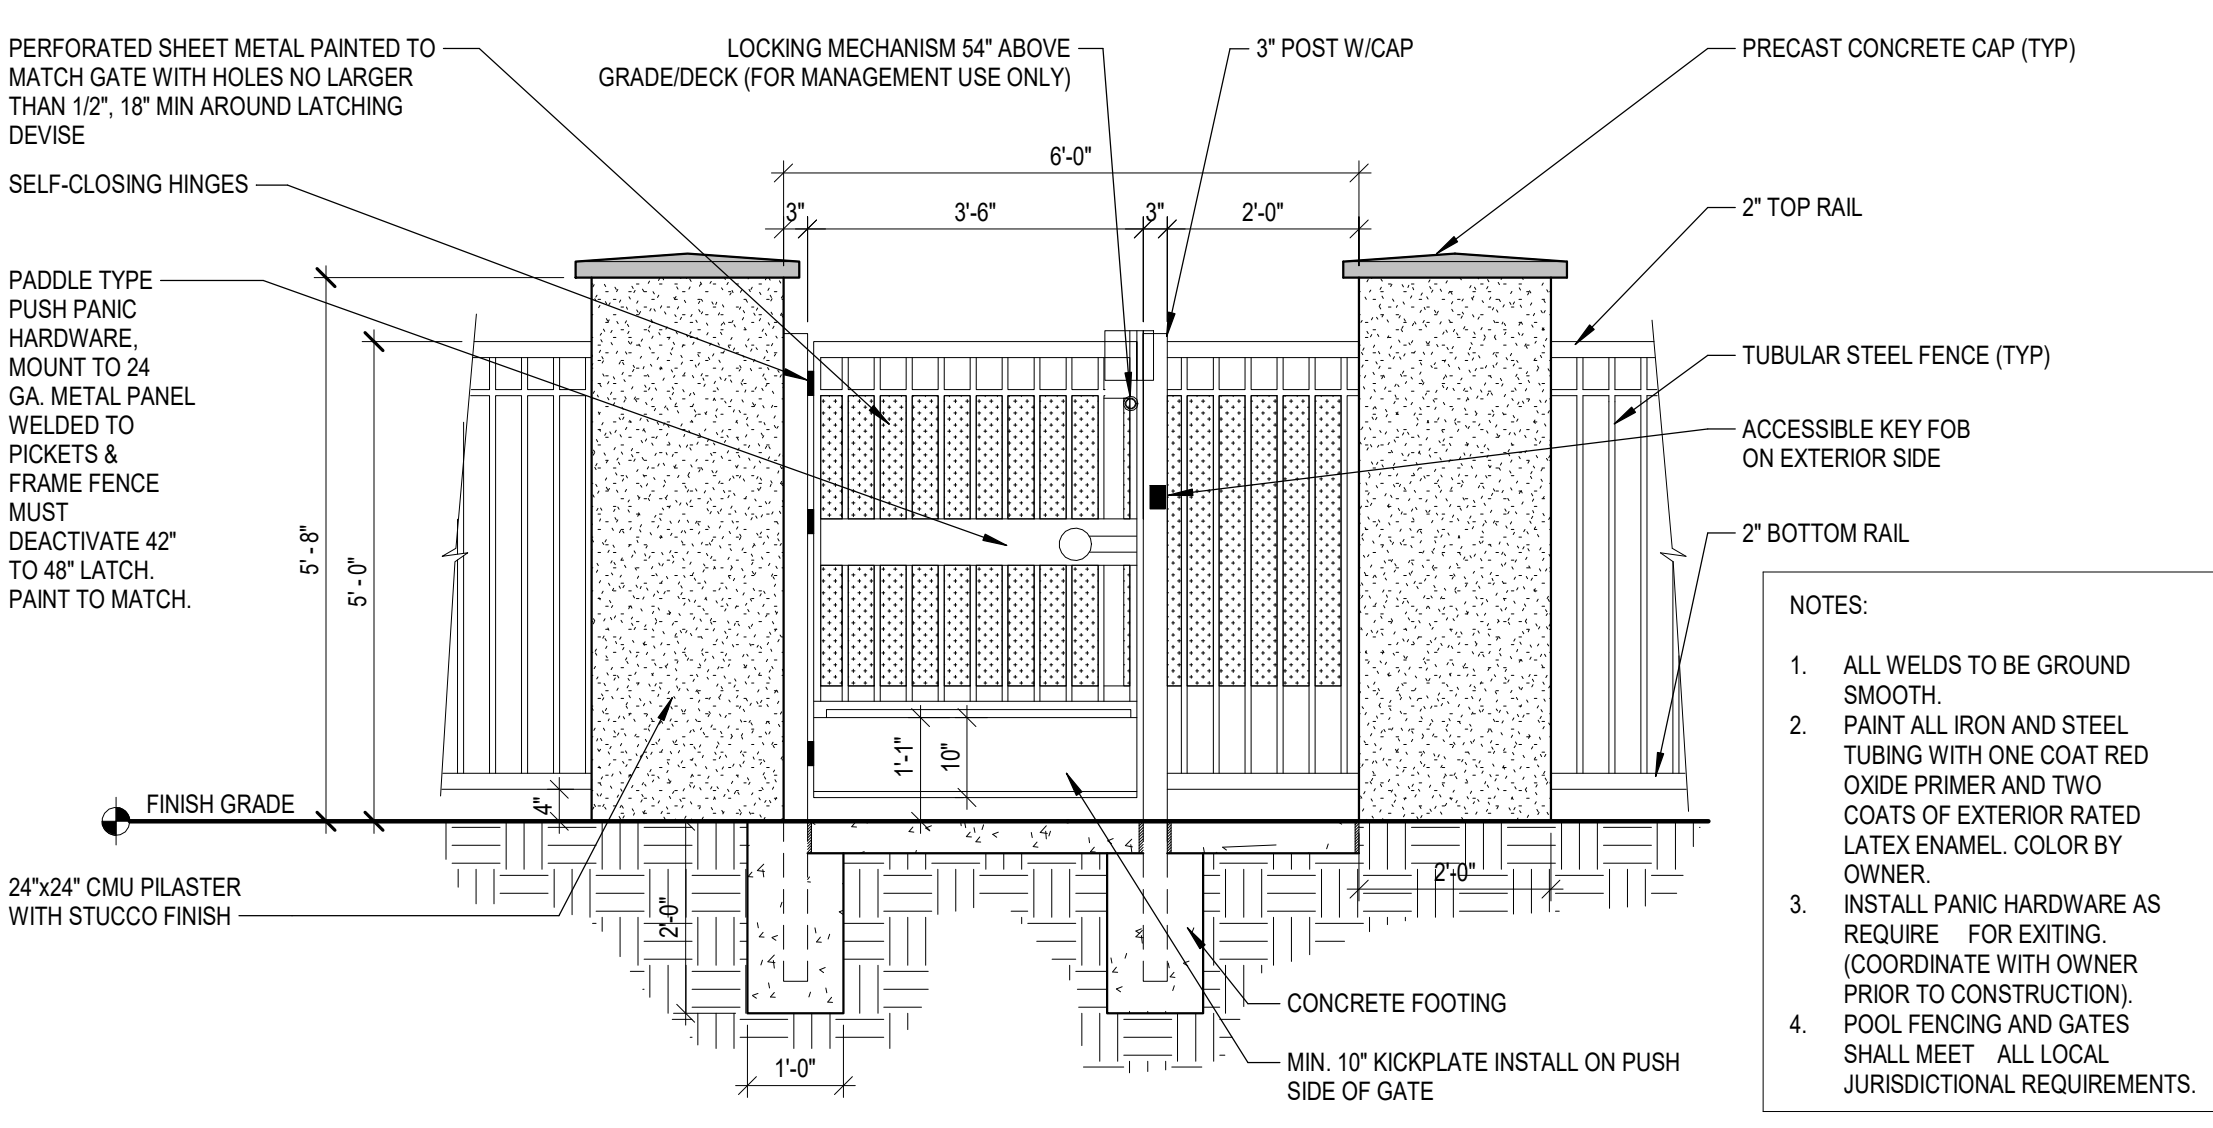 PERFORATED SHEET METAL PAINTED TO
MATCH GATE WITH HOLES NO LARGER
THAN 1/2", 18" MIN AROUND LATCHING
DEVISE
SELF-CLOSING HINGES
PADDLE TYPE
PUSH PANIC
HARDWARE,
MOUNT TO 24
GA. METAL PANEL
WELDED TO
PICKETS &
FRAME FENCE
MUST
DEACTIVATE 42"
TO 48" LATCH.
PAINT TO MATCH.
LOCKING MECHANISM 54" ABOVE
GRADE/DECK (FOR MANAGEMENT USE ONLY)
3" POST W/CAP
PRECAST CONCRETE CAP (TYP)
6'-0"
3"
3'-6"
3"
2'-0"
2" TOP RAIL
TUBULAR STEEL FENCE (TYP)
ACCESSIBLE KEY FOB
ON EXTERIOR SIDE
2" BOTTOM RAIL
5' - 8"
5' - 0"
1'-1"
10"
4"
FINISH GRADE
24"x24" CMU PILASTER
WITH STUCCO FINISH
2'-0"
2'-0"
1'-0"
CONCRETE FOOTING
MIN. 10" KICKPLATE INSTALL ON PUSH
SIDE OF GATE
NOTES:
1. ALL WELDS TO BE GROUND
SMOOTH.
2. PAINT ALL IRON AND STEEL
TUBING WITH ONE COAT RED
OXIDE PRIMER AND TWO
COATS OF EXTERIOR RATED
LATEX ENAMEL. COLOR BY
OWNER.
3. INSTALL PANIC HARDWARE AS
REQUIRE FOR EXITING.
(COORDINATE WITH OWNER
PRIOR TO CONSTRUCTION).
4. POOL FENCING AND GATES
SHALL MEET ALL LOCAL
JURISDICTIONAL REQUIREMENTS.